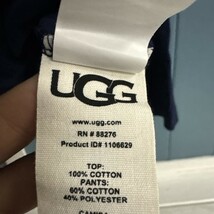 UGG
www.ugg.com
RN # 88276
Product ID# 1106629
TOP:
100% COTTON
PANTS:
60% COTTON
40% POLYESTER